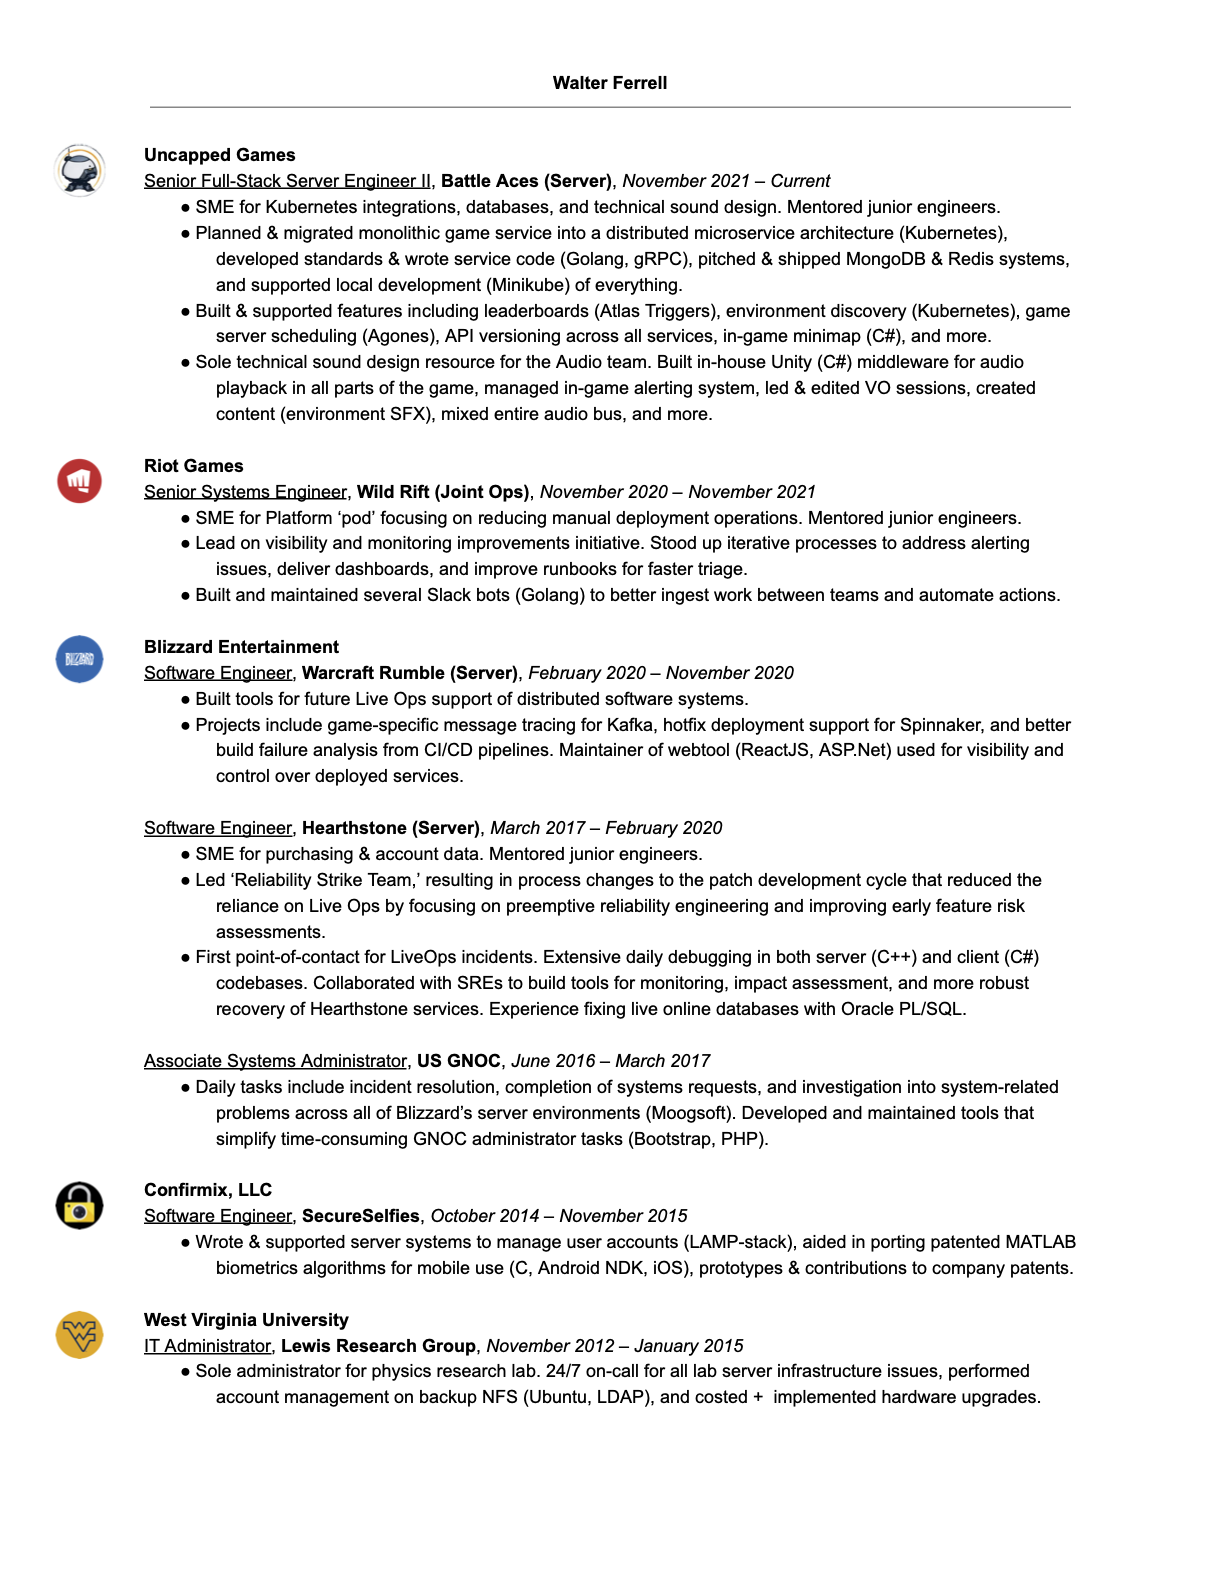 Walter Ferrell
Uncapped Games
Senior Full-Stack Server Engineer II, Battle Aces (Server), November 2021 – Current
● SME for Kubernetes integrations, databases, and technical sound design. Mentored junior engineers.
● Planned & migrated monolithic game service into a distributed microservice architecture (Kubernetes),
developed standards & wrote service code (Golang, gRPC), pitched & shipped MongoDB & Redis systems,
and supported local development (Minikube) of everything.
● Built & supported features including leaderboards (Atlas Triggers), environment discovery (Kubernetes), game
server scheduling (Agones), API versioning across all services, in-game minimap (C#), and more.
● Sole technical sound design resource for the Audio team. Built in-house Unity (C#) middleware for audio
playback in all parts of the game, managed in-game alerting system, led & edited VO sessions, created
content (environment SFX), mixed entire audio bus, and more.
Riot Games
Senior Systems Engineer, Wild Rift (Joint Ops), November 2020 – November 2021
● SME for Platform ‘pod’ focusing on reducing manual deployment operations. Mentored junior engineers.
● Lead on visibility and monitoring improvements initiative. Stood up iterative processes to address alerting
issues, deliver dashboards, and improve runbooks for faster triage.
● Built and maintained several Slack bots (Golang) to better ingest work between teams and automate actions.
BLIZZARD
Blizzard Entertainment
Software Engineer, Warcraft Rumble (Server), February 2020 – November 2020
● Built tools for future Live Ops support of distributed software systems.
● Projects include game-specific message tracing for Kafka, hotfix deployment support for Spinnaker, and better
build failure analysis from CI/CD pipelines. Maintainer of webtool (ReactJS, ASP.Net) used for visibility and
control over deployed services.
Software Engineer, Hearthstone (Server), March 2017 – February 2020
● SME for purchasing & account data. Mentored junior engineers.
● Led ‘Reliability Strike Team,’ resulting in process changes to the patch development cycle that reduced the
reliance on Live Ops by focusing on preemptive reliability engineering and improving early feature risk
assessments.
● First point-of-contact for LiveOps incidents. Extensive daily debugging in both server (C++) and client (C#)
codebases. Collaborated with SREs to build tools for monitoring, impact assessment, and more robust
recovery of Hearthstone services. Experience fixing live online databases with Oracle PL/SQL.
Associate Systems Administrator, US GNOC, June 2016 – March 2017
● Daily tasks include incident resolution, completion of systems requests, and investigation into system-related
problems across all of Blizzard’s server environments (Moogsoft). Developed and maintained tools that
simplify time-consuming GNOC administrator tasks (Bootstrap, PHP).
Confirmix, LLC
Software Engineer, SecureSelfies, October 2014 – November 2015
● Wrote & supported server systems to manage user accounts (LAMP-stack), aided in porting patented MATLAB
biometrics algorithms for mobile use (C, Android NDK, iOS), prototypes & contributions to company patents.
WV
West Virginia University
IT Administrator, Lewis Research Group, November 2012 – January 2015
● Sole administrator for physics research lab. 24/7 on-call for all lab server infrastructure issues, performed
account management on backup NFS (Ubuntu, LDAP), and costed +  implemented hardware upgrades.